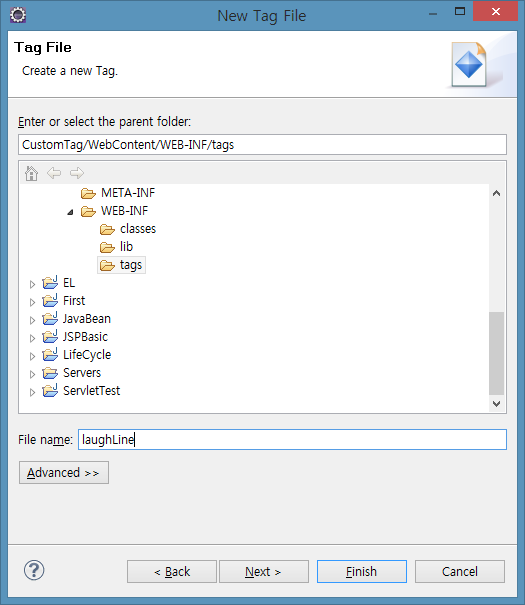 New Tag File
Tag File
Create a new Tag.
Enter or select the parent folder:
CustomTag/WebContent/WEB-INF/tags
META-INF
WEB-INF
classes
lib
tags
EL
First
JavaBean
JSPBasic
LifeCycle
Servers
ServletTest
File name: laughLine
Advanced >>
< Back Next > Finish Cancel